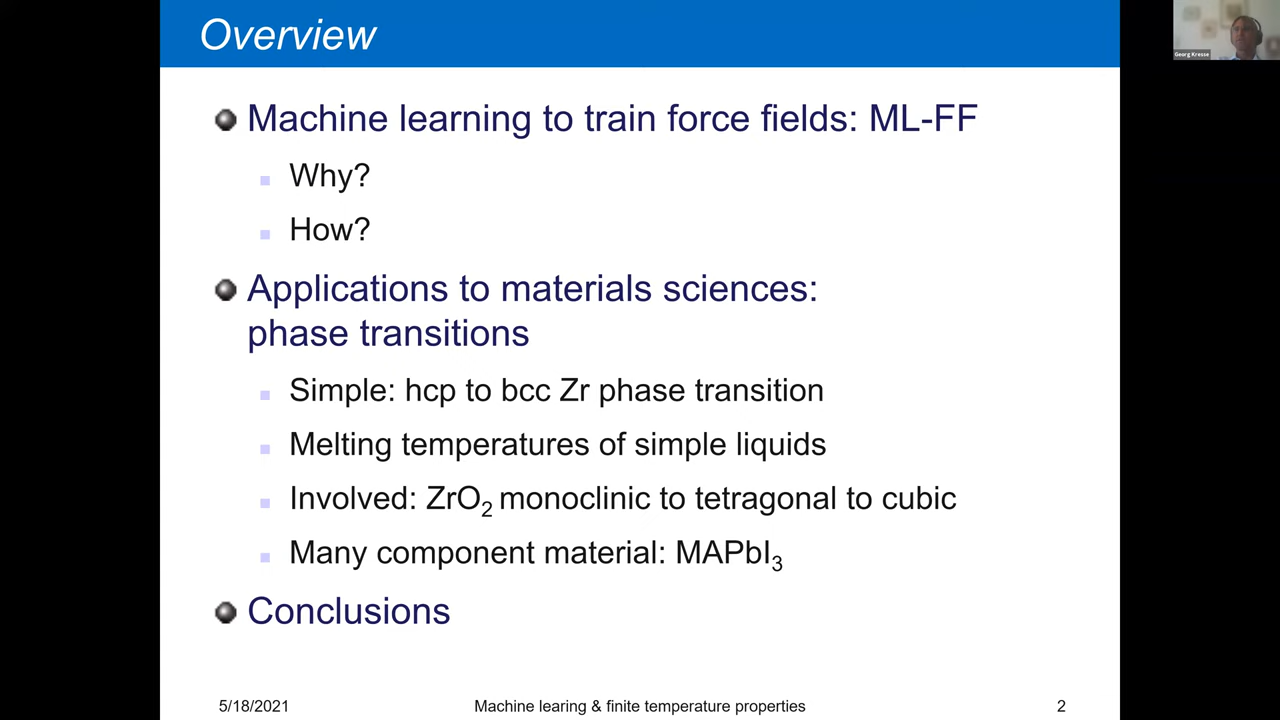 Overview
Georg Kresse
Machine learning to train force fields: ML-FF
Why?
How?
Applications to materials sciences:
phase transitions
Simple: hcp to bcc Zr phase transition
Melting temperatures of simple liquids
Involved: ZrO2 monoclinic to tetragonal to cubic
Many component material: MAPbI3
Conclusions
5/18/2021 Machine learing & finite temperature properties 2